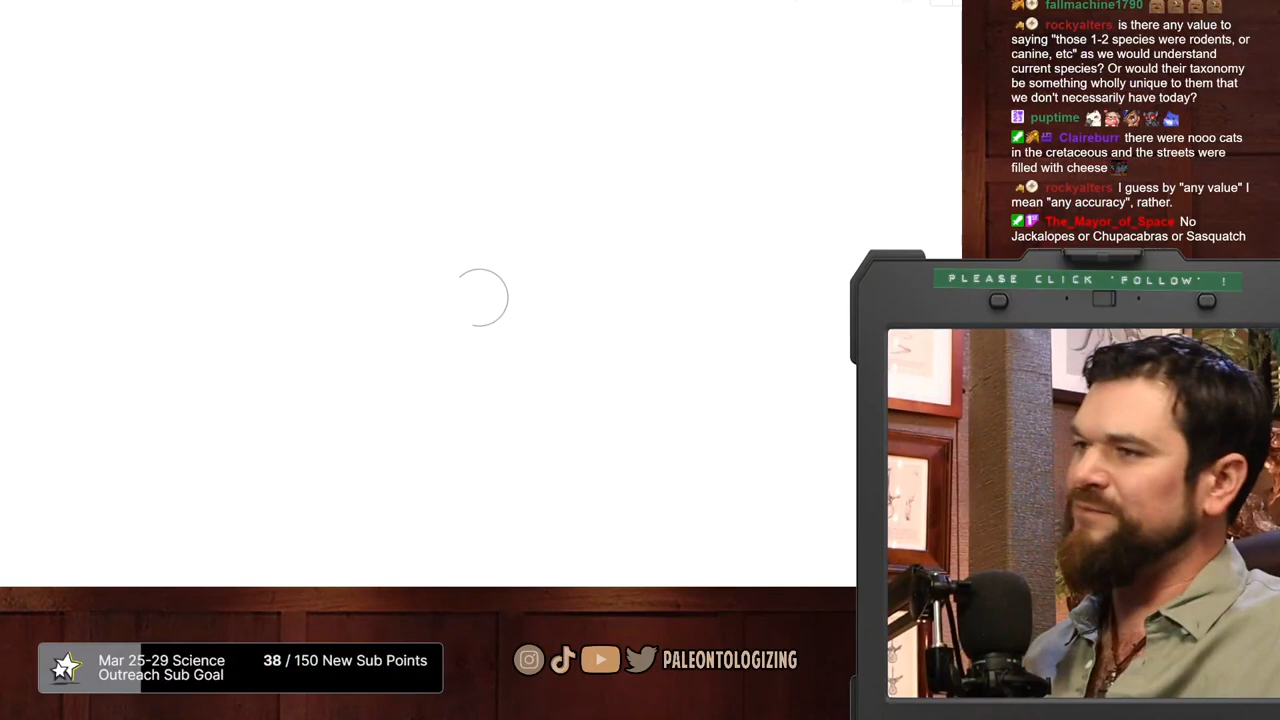 fallmachine1790
rockyalters is there any value to
saying "those 1-2 species were rodents, or
canine, etc" as we would understand
current species? Or would their taxonomy
be something wholly unique to them that
we don't necessarily have today?
puptime
Claireburr there were nooo cats
in the cretaceous and the streets were
filled with cheese
rockyalters I guess by "any value" I
mean "any accuracy", rather.
The_Mayor_of_Space No
Jackalopes or Chupacabras or Sasquatch
PLEASE CLICK "FOLLOW" !
Mar 25-29 Science
Outreach Sub Goal
38 / 150 New Sub Points
PALEONTOLOGIZING